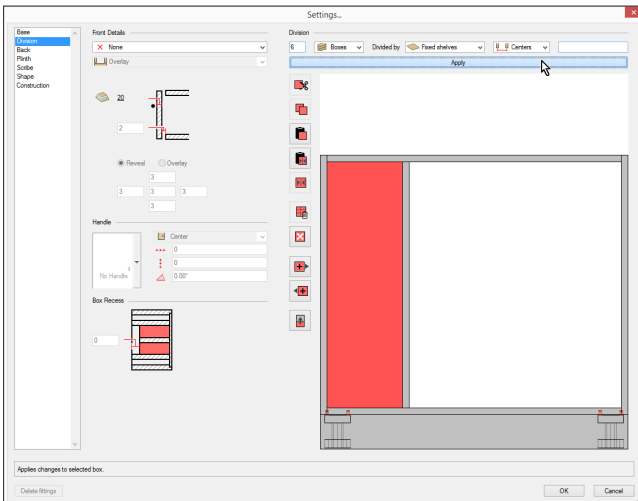 Settings...
Base
Division
Back
Plinth
Scribe
Shape
Construction
Front Details
None
Overlay
20
2
Reveal
Overlay
3
3 3 3
3
Handle
No Handle
Center
0
0
0.00°
Box Recess
0
Division
6 Boxes Divided by Fixed shelves Centers
Apply
Applies changes to selected box.
Delete fittings
OK Cancel